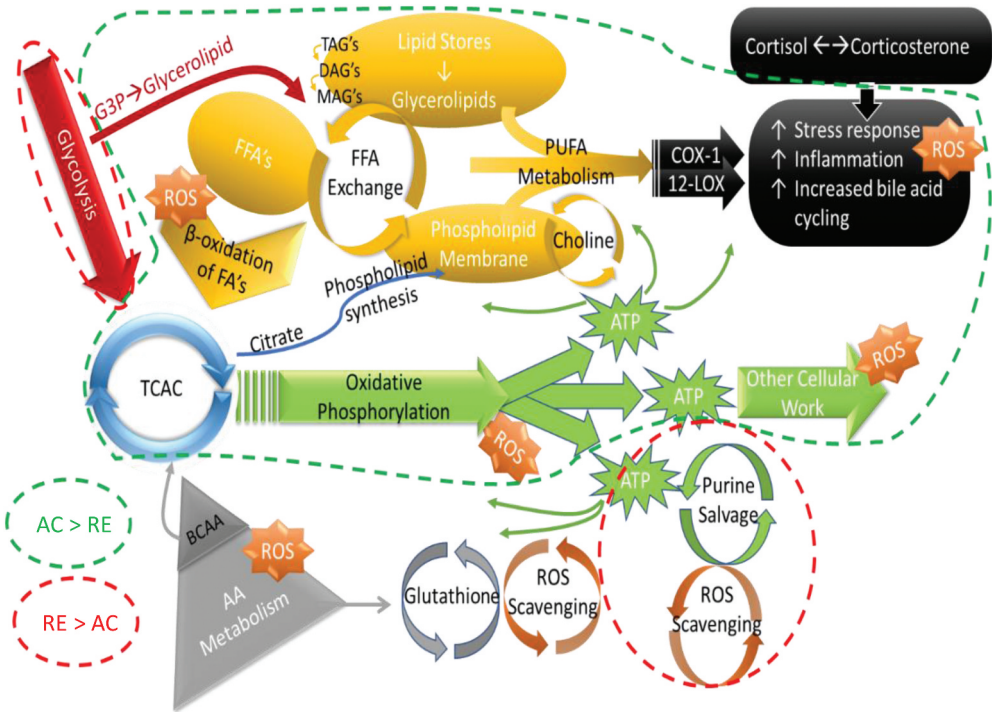 TAG's
DAG's
MAG's
Lipid Stores
↓
Glycerolipids
Cortisol ←→Corticosterone
G3P→Glycerolipid
Glycolysis
FFA's
FFA
Exchange
PUFA
Metabolism
COX-1
12-LOX
↑ Stress response
↑ Inflammation
↑ Increased bile acid
cycling
ROS
ROS
β-oxidation
of FA's
Phospholipid
Membrane
Choline
Phospholipid
synthesis
Citrate
ATP
TCAC
Oxidative
Phosphorylation
ROS
ATP
Other Cellular
Work
ROS
ATP
Purine
Salvage
AC > RE
RE > AC
BCAA
ROS
AA
Metabolism
Glutathione
ROS
Scavenging
ROS
Scavenging